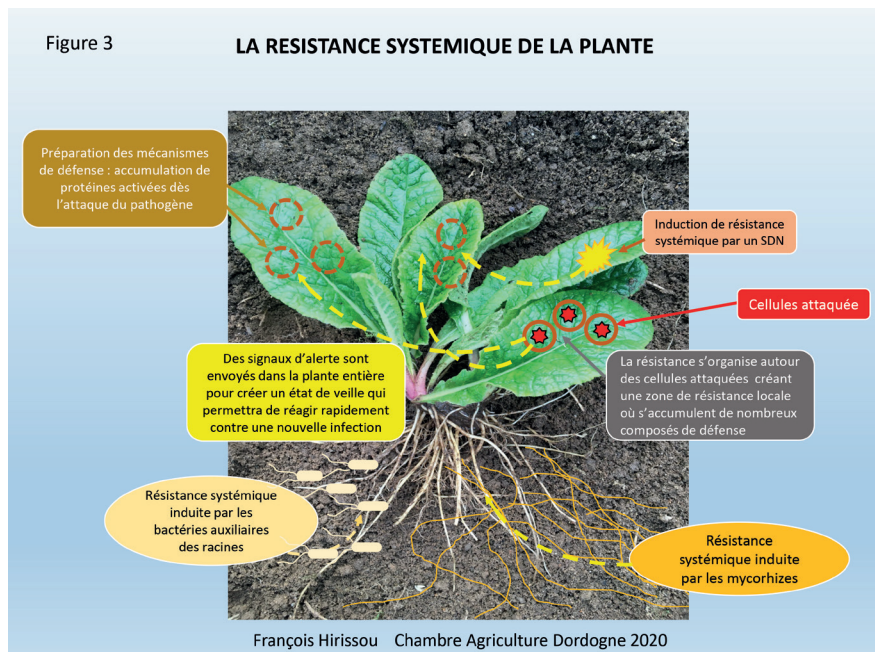 Figure 3
LA RESISTANCE SYSTEMIQUE DE LA PLANTE
Préparation des mécanismes
de défense : accumulation de
protéines activées dès
l'attaque du pathogène
Induction de résistance
systémique par un SDN
Cellules attaquée
Des signaux d'alerte sont
envoyés dans la plante entière
pour créer un état de veille qui
permettra de réagir rapidement
contre une nouvelle infection
La résistance s'organise autour
des cellules attaquées créant
une zone de résistance locale
où s'accumulent de nombreux
composés de défense
Résistance systémique
induite par les
bactéries auxiliaires
des racines
Résistance
systémique induite
par les mycorhizes
François Hirissou Chambre Agriculture Dordogne 2020